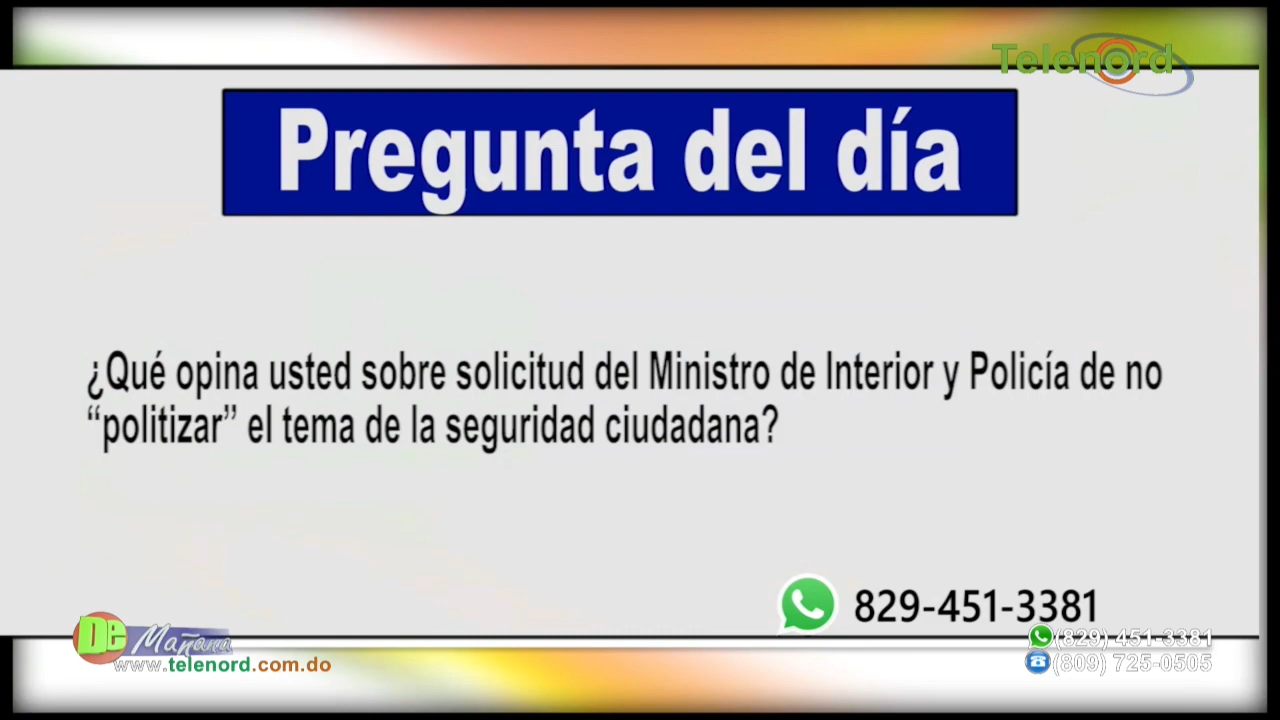 Telenord
Pregunta del día
¿Qué opina usted sobre solicitud del Ministro de Interior y Policía de no
“politizar” el tema de la seguridad ciudadana?
829-451-3381
De Mañana
www.telenord.com.do
(829) 451-3381
(809) 725-0505